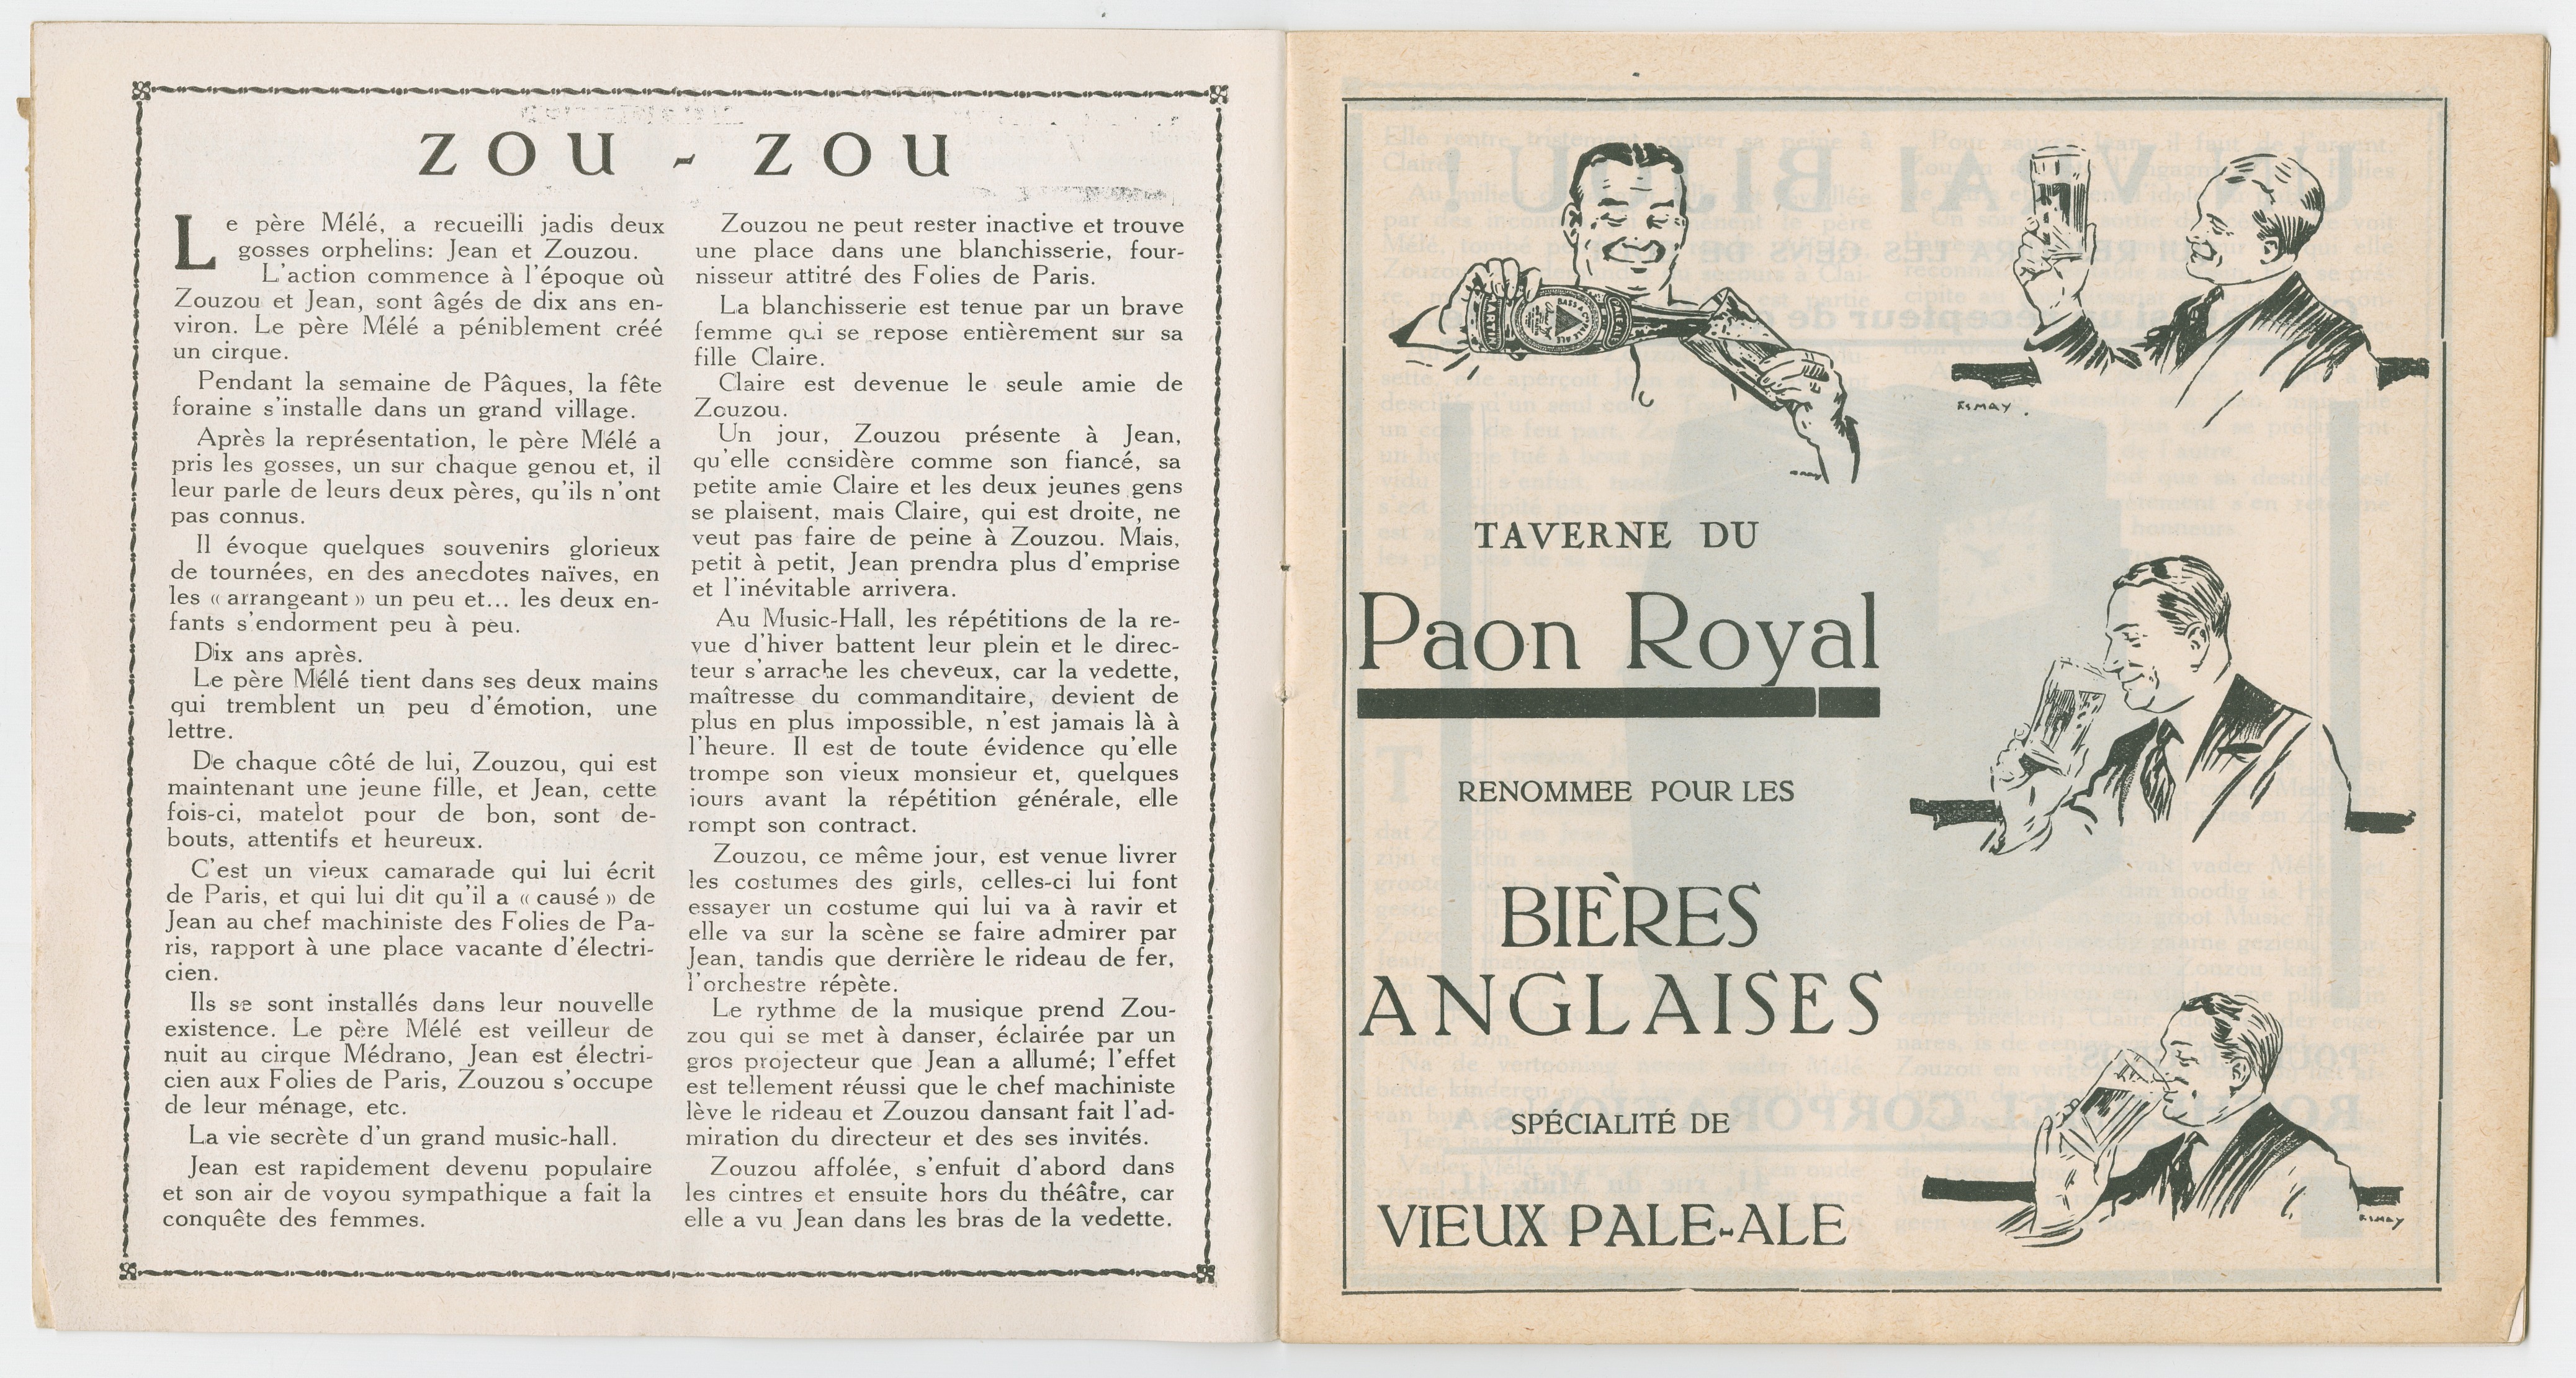 ZOU - ZOU
Le père Mélé, a recueilli jadis deux
gosses orphelins: Jean et Zouzou.
L'action commence à l'époque où
Zouzou et Jean, sont âgés de dix ans en-
viron. Le père Mélé a péniblement créé
un cirque.
Pendant la semaine de Pâques, la fête
foraine s'installe dans un grand village.
Après la représentation, le père Mélé a
pris les gosses, un sur chaque genou et, il
leur parle de leurs deux pères, qu'ils n'ont
pas connus.
Il évoque quelques souvenirs glorieux
de tournées, en des anecdotes naïves, en
les « arrangeant » un peu et... les deux en-
fants s'endorment peu à peu.
Dix ans après.
Le père Mélé tient dans ses deux mains
qui tremblent un peu d'émotion, une
lettre.
De chaque côté de lui, Zouzou, qui est
maintenant une jeune fille, et Jean, cette
fois-ci, matelot pour de bon, sont de-
bouts, attentifs et heureux.
C'est un vieux camarade qui lui écrit
de Paris, et qui lui dit qu'il a « causé » de
Jean au chef machiniste des Folies de Pa-
ris, rapport à une place vacante d'électri-
cien.
Ils se sont installés dans leur nouvelle
existence. Le père Mélé est veilleur de
nuit au cirque Médrano, Jean est électri-
cien aux Folies de Paris, Zouzou s'occupe
de leur ménage, etc.
La vie secrète d'un grand music-hall.
Jean est rapidement devenu populaire
et son air de voyou sympathique a fait la
conquête des femmes.
Zouzou ne peut rester inactive et trouve
une place dans une blanchisserie, four-
nisseur attitré des Folies de Paris.
La blanchisserie est tenue par un brave
femme qui se repose entièrement sur sa
fille Claire.
Claire est devenue le seule amie de
Zouzou.
Un jour, Zouzou présente à Jean,
qu'elle considère comme son fiancé, sa
petite amie Claire et les deux jeunes gens
se plaisent, mais Claire, qui est droite, ne
veut pas faire de peine à Zouzou. Mais,
petit à petit, Jean prendra plus d'emprise
et l'inévitable arrivera.
Au Music-Hall, les répétitions de la re-
vue d'hiver battent leur plein et le direc-
teur s'arrache les cheveux, car la vedette,
maîtresse du commanditaire, devient de
plus en plus impossible, n'est jamais là à
l'heure. Il est de toute évidence qu'elle
trompe son vieux monsieur et, quelques
jours avant la répétition générale, elle
rompt son contract.
Zouzou, ce même jour, est venue livrer
les costumes des girls, celles-ci lui font
essayer un costume qui lui va à ravir et
elle va sur la scène se faire admirer par
Jean, tandis que derrière le rideau de fer,
l'orchestre répète.
Le rythme de la musique prend Zou-
zou qui se met à danser, éclairée par un
gros projecteur que Jean a allumé; l'effet
est tellement réussi que le chef machiniste
lève le rideau et Zouzou dansant fait l'ad-
miration du directeur et des ses invités.
Zouzou affolée, s'enfuit d'abord dans
les cintres et ensuite hors du théâtre, car
elle a vu Jean dans les bras de la vedette.
TAVERNE DU
Paon Royal
RENOMMEE POUR LES
BIÈRES
ANGLAISES
SPÉCIALITÉ DE
VIEUX PALE-ALE